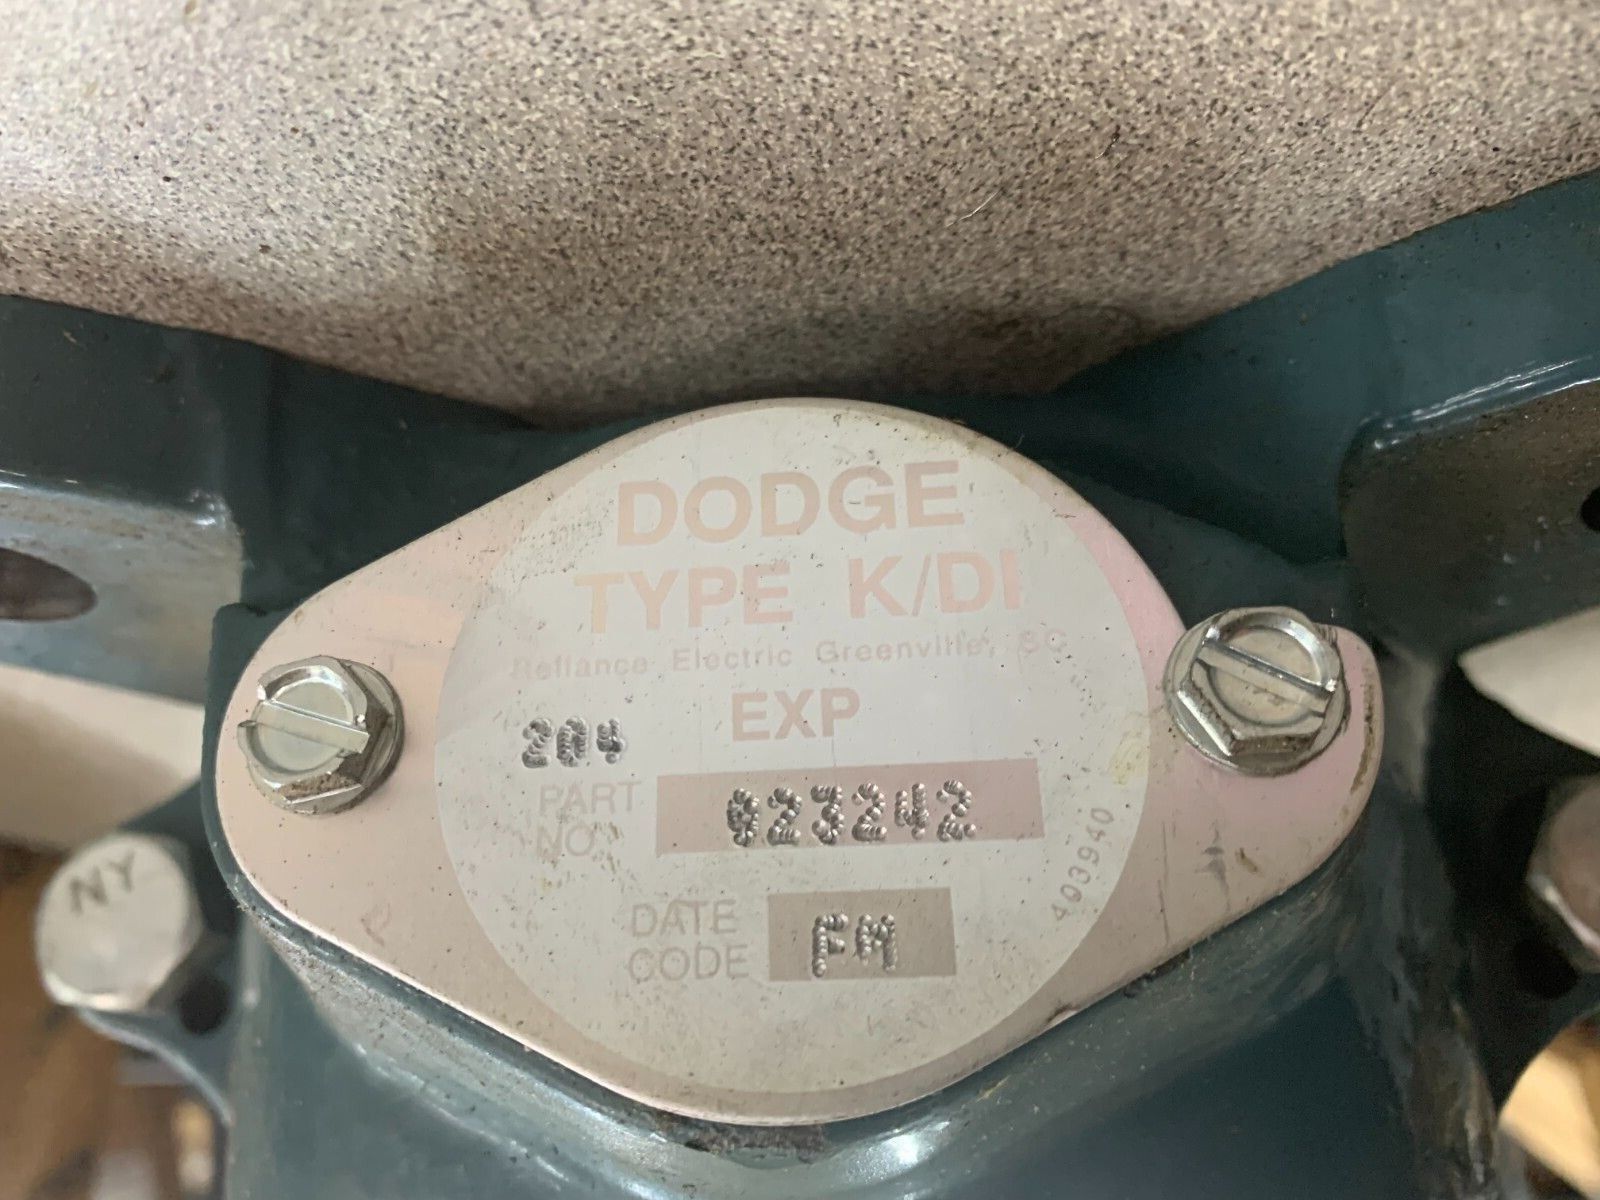 DODGE
TYPE K/DI
Reliance Electric Greenville, SC
EXP
204
PART NO. 023242
DATE CODE FM
403940
NY